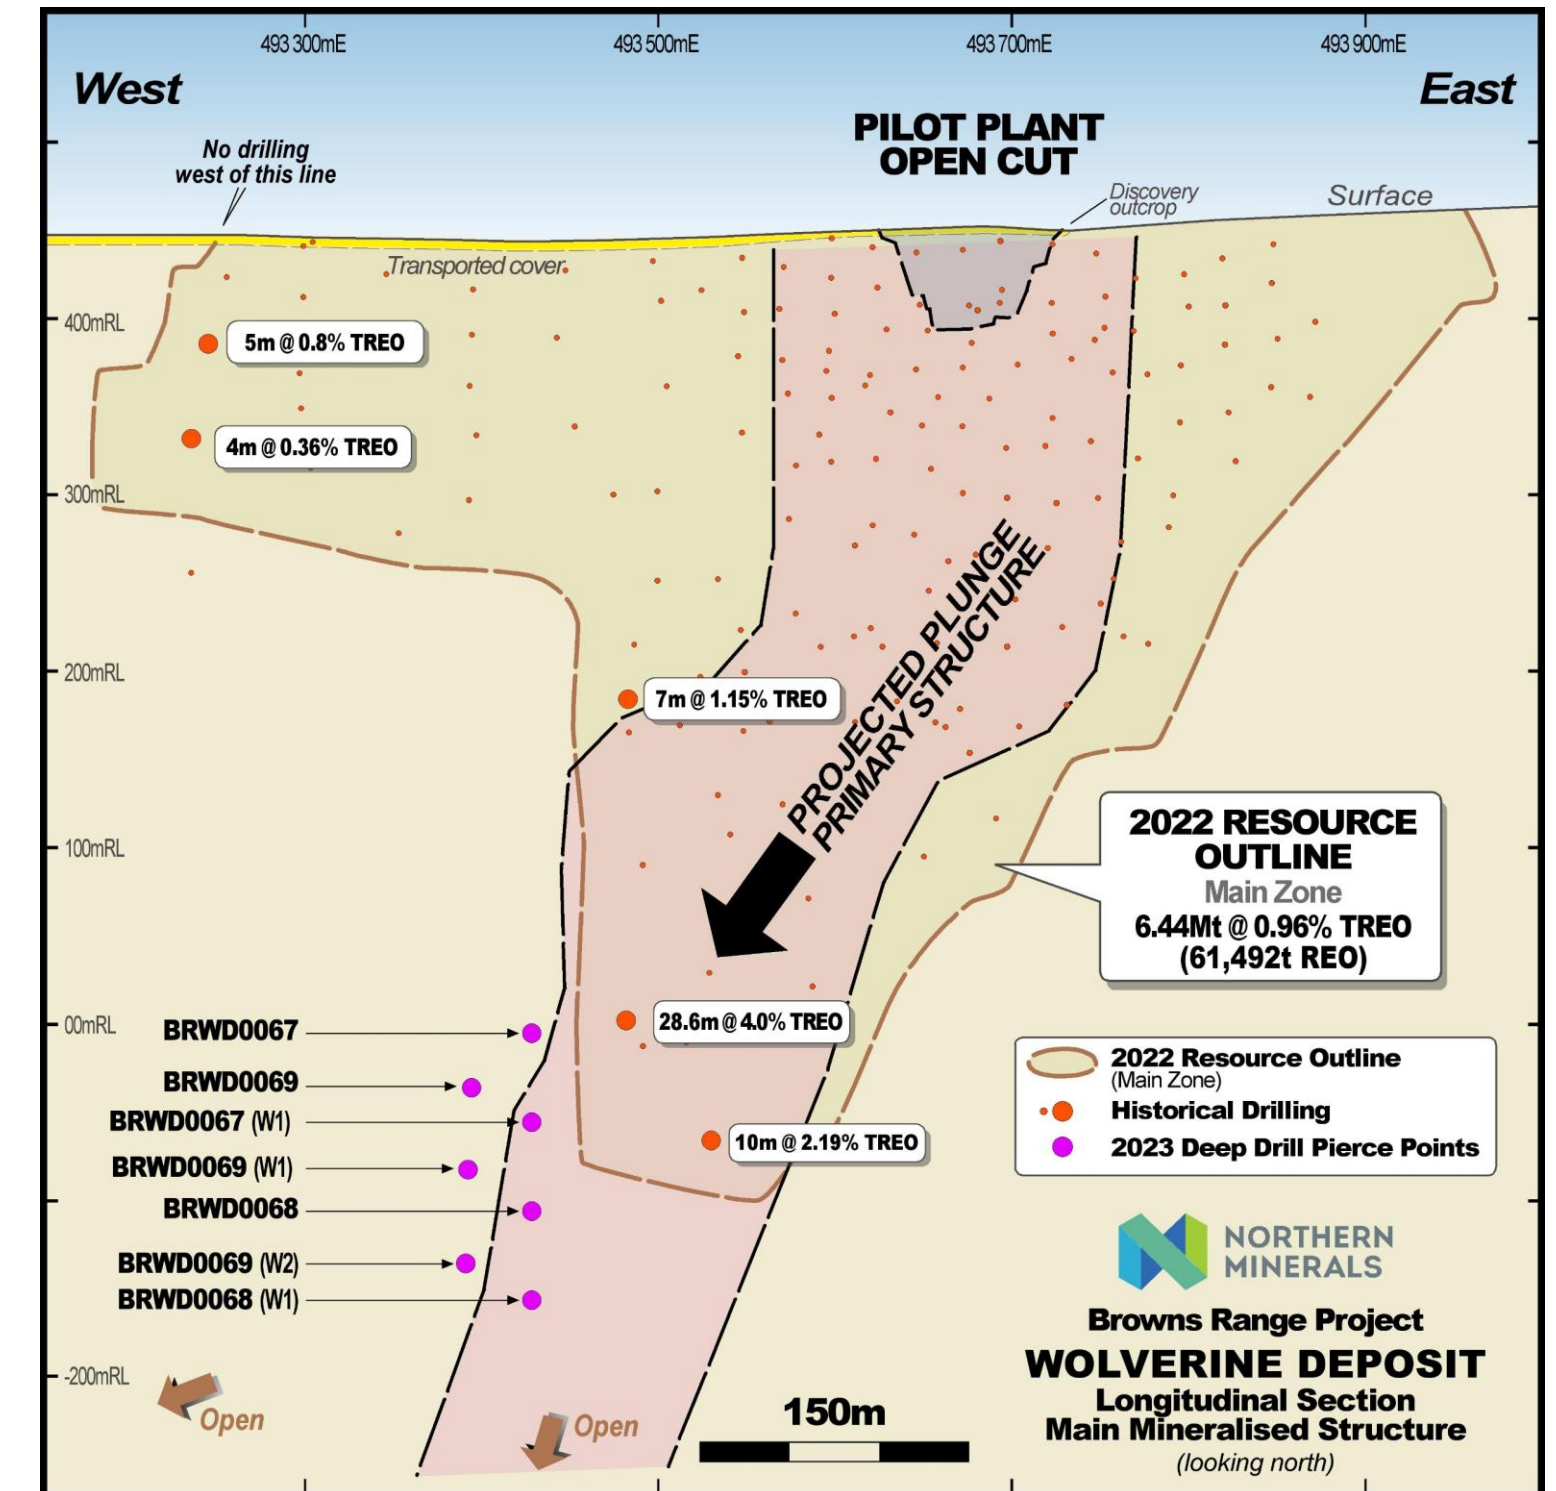 493 300mE
493 500mE
493 700mE
493 900mE
West
East
No drilling
west of this line
PILOT PLANT
OPEN CUT
Discovery
outcrop
Surface
Transported cover
400mRL
5m @ 0.8% TREO
4m @ 0.36% TREO
300mRL
PROJECTED PLUNGE
PRIMARY STRUCTURE
200mRL
7m @ 1.15% TREO
100mRL
2022 RESOURCE
OUTLINE
Main Zone
6.44Mt @ 0.96% TREO
(61,492t REO)
00mRL
28.6m @ 4.0% TREO
BRWD0067
BRWD0069
BRWD0067 (W1)
BRWD0069 (W1)
BRWD0068
BRWD0069 (W2)
BRWD0068 (W1)
10m @ 2.19% TREO
2022 Resource Outline
(Main Zone)
Historical Drilling
2023 Deep Drill Pierce Points
NORTHERN
MINERALS
Browns Range Project
WOLVERINE DEPOSIT
Longitudinal Section
Main Mineralised Structure
(looking north)
-200mRL
Open
Open
150m